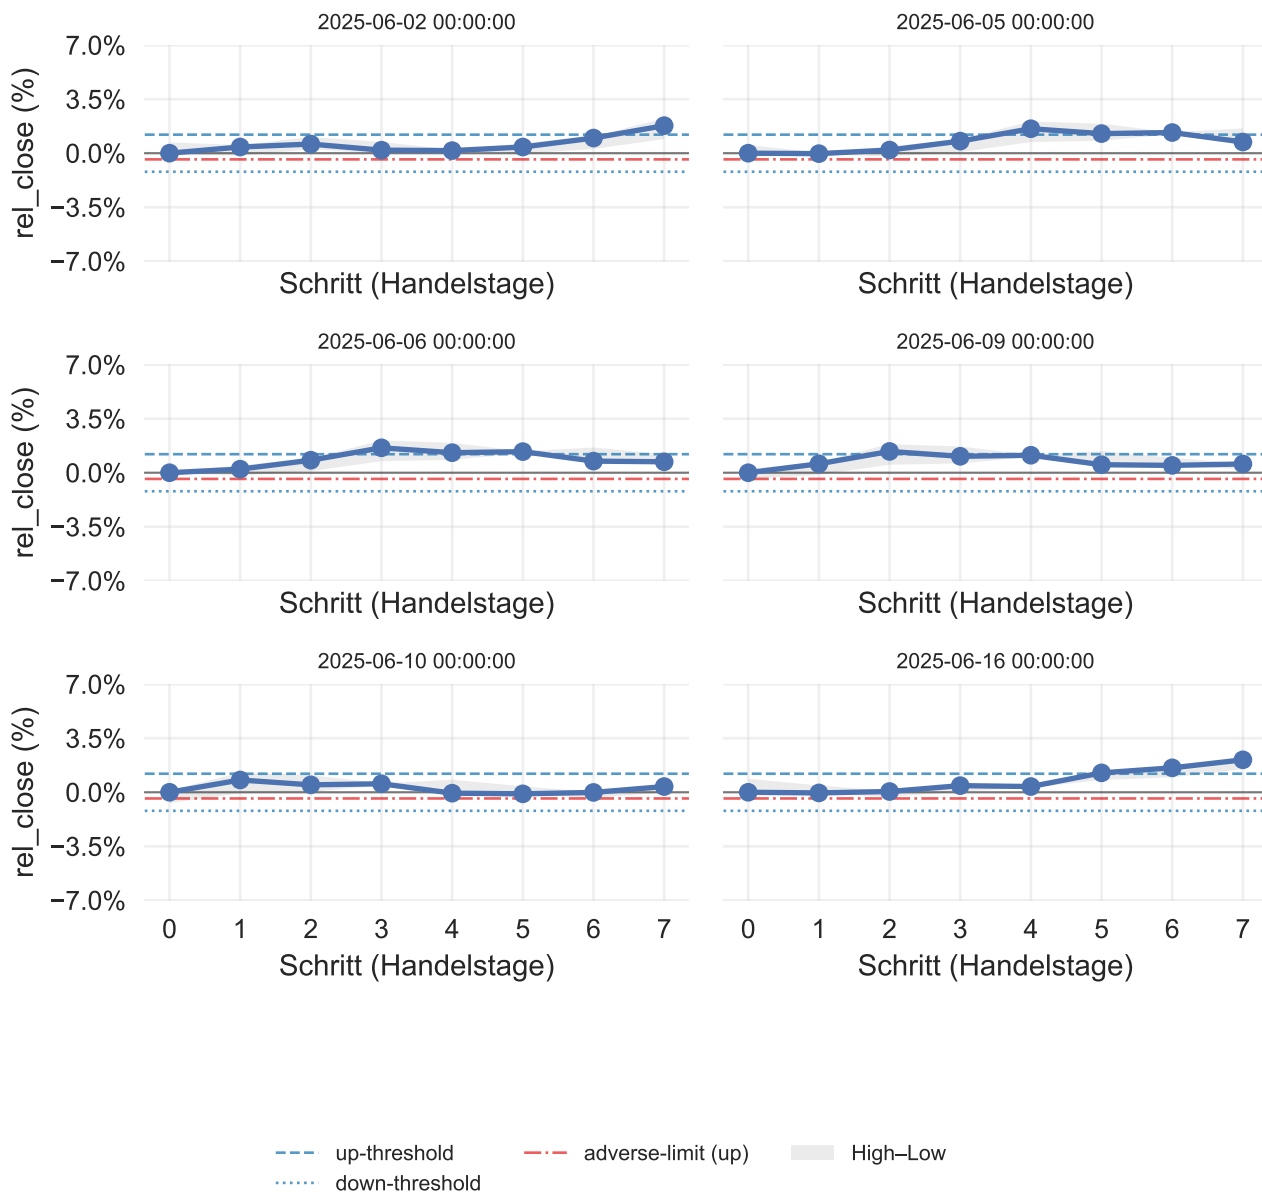 2025-06-02 00:00:00
2025-06-05 00:00:00
7.0%
3.5%
0.0%
−3.5%
−7.0%
rel_close (%)
Schritt (Handelstage)
Schritt (Handelstage)
2025-06-06 00:00:00
2025-06-09 00:00:00
7.0%
3.5%
0.0%
−3.5%
−7.0%
rel_close (%)
Schritt (Handelstage)
Schritt (Handelstage)
2025-06-10 00:00:00
2025-06-16 00:00:00
7.0%
3.5%
0.0%
−3.5%
−7.0%
rel_close (%)
0 1 2 3 4 5 6 7
0 1 2 3 4 5 6 7
Schritt (Handelstage)
Schritt (Handelstage)
up-threshold
adverse-limit (up)
High–Low
down-threshold